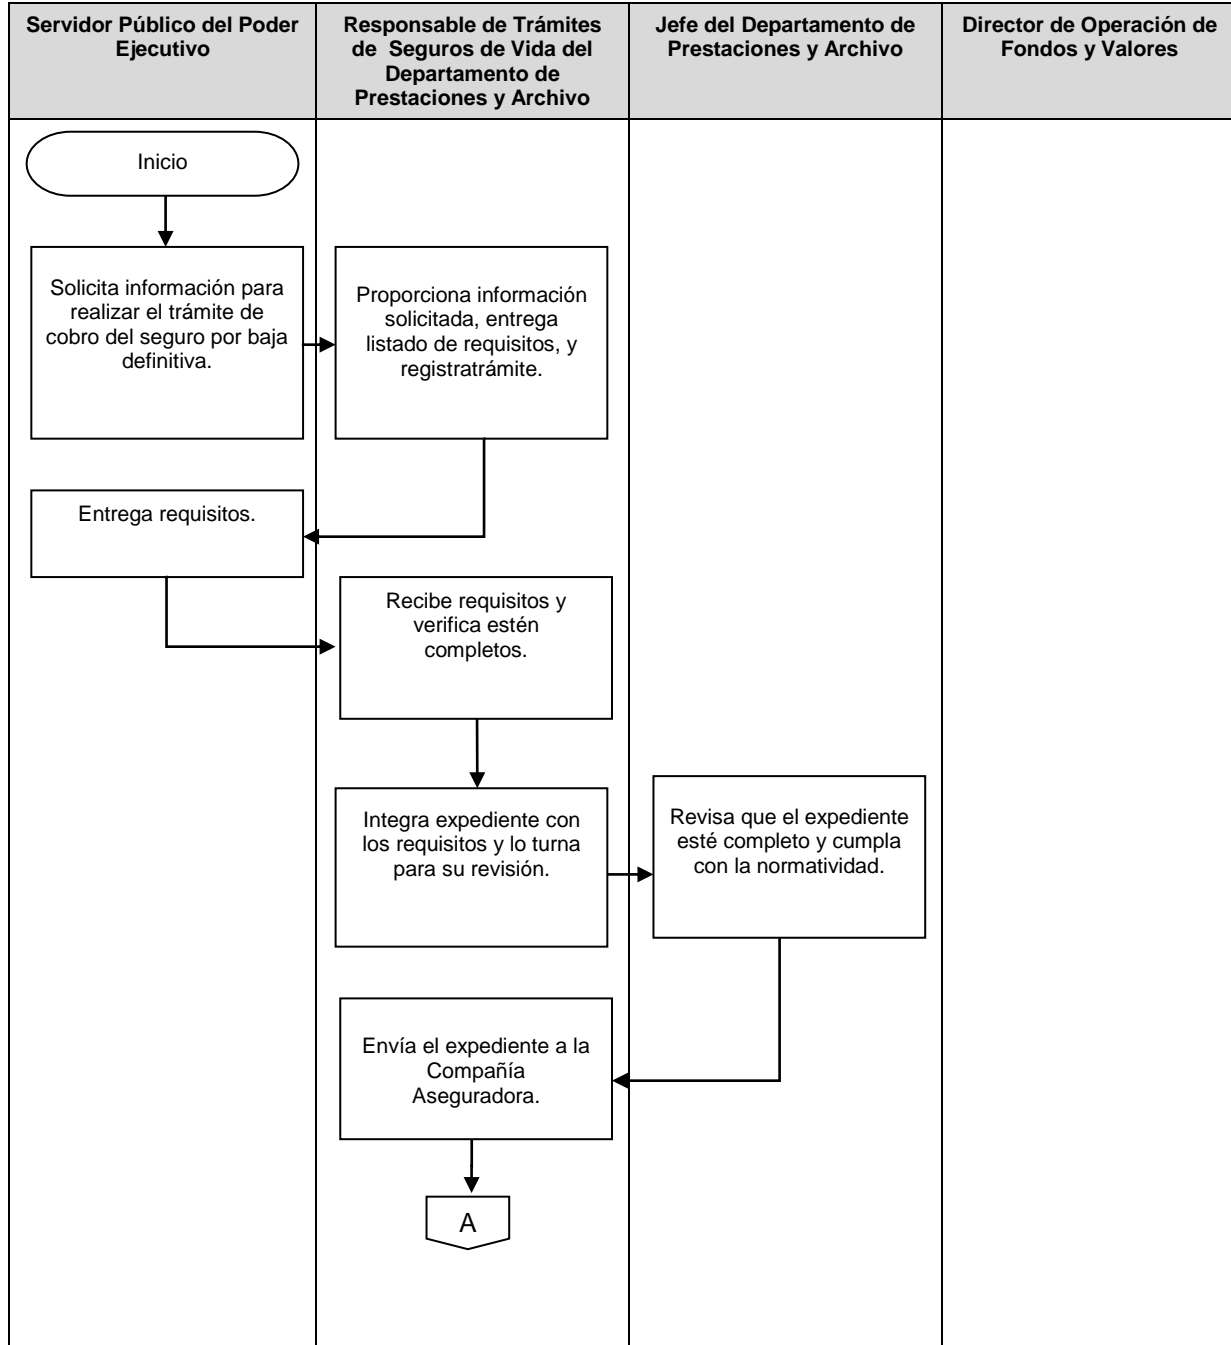 Servidor Público del Poder
Ejecutivo
Responsable de Trámites
de Seguros de Vida del
Departamento de
Prestaciones y Archivo
Jefe del Departamento de
Prestaciones y Archivo
Director de Operación de
Fondos y Valores
Inicio
Solicita información para
realizar el trámite de
cobro del seguro por baja
definitiva.
Proporciona información
solicitada, entrega
listado de requisitos, y
registratrámite.
Entrega requisitos.
Recibe requisitos y
verifica estén
completos.
Integra expediente con
los requisitos y lo turna
para su revisión.
Revisa que el expediente
esté completo y cumpla
con la normatividad.
Envía el expediente a la
Compañía
Aseguradora.
A